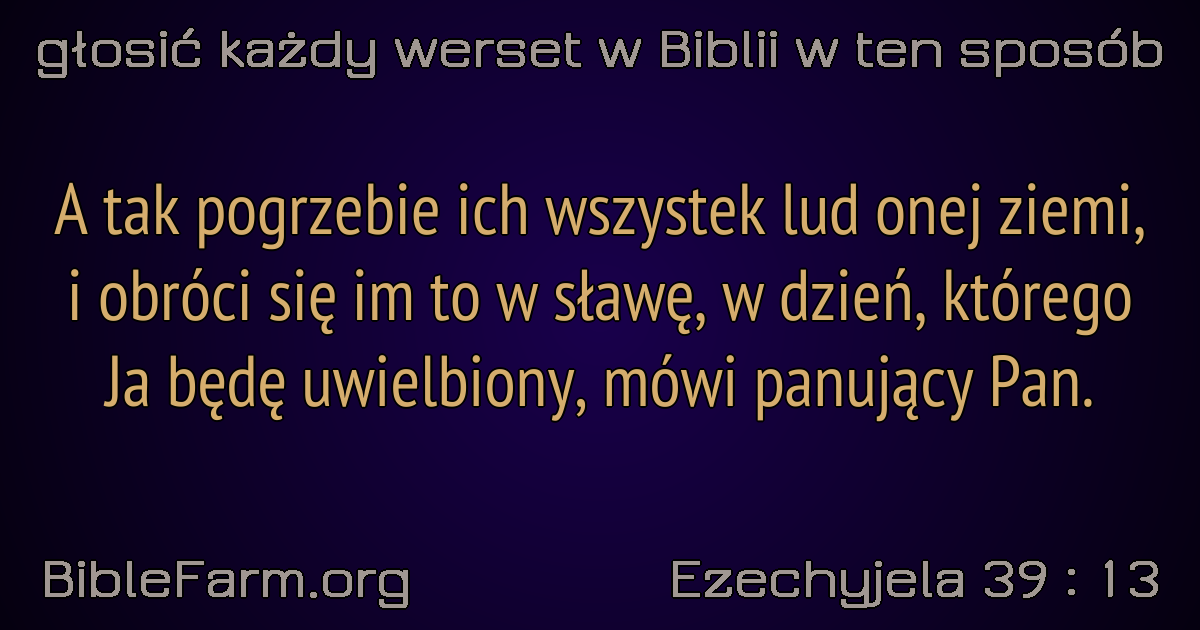 głosić każdy werset w Biblii w ten sposób
A tak pogrzebie ich wszystek lud onej ziemi,
i obróci się im to w sławę, w dzień, którego
Ja będę uwielbiony, mówi panujący Pan.
BibleFarm.org
Ezechyjela 39 : 13